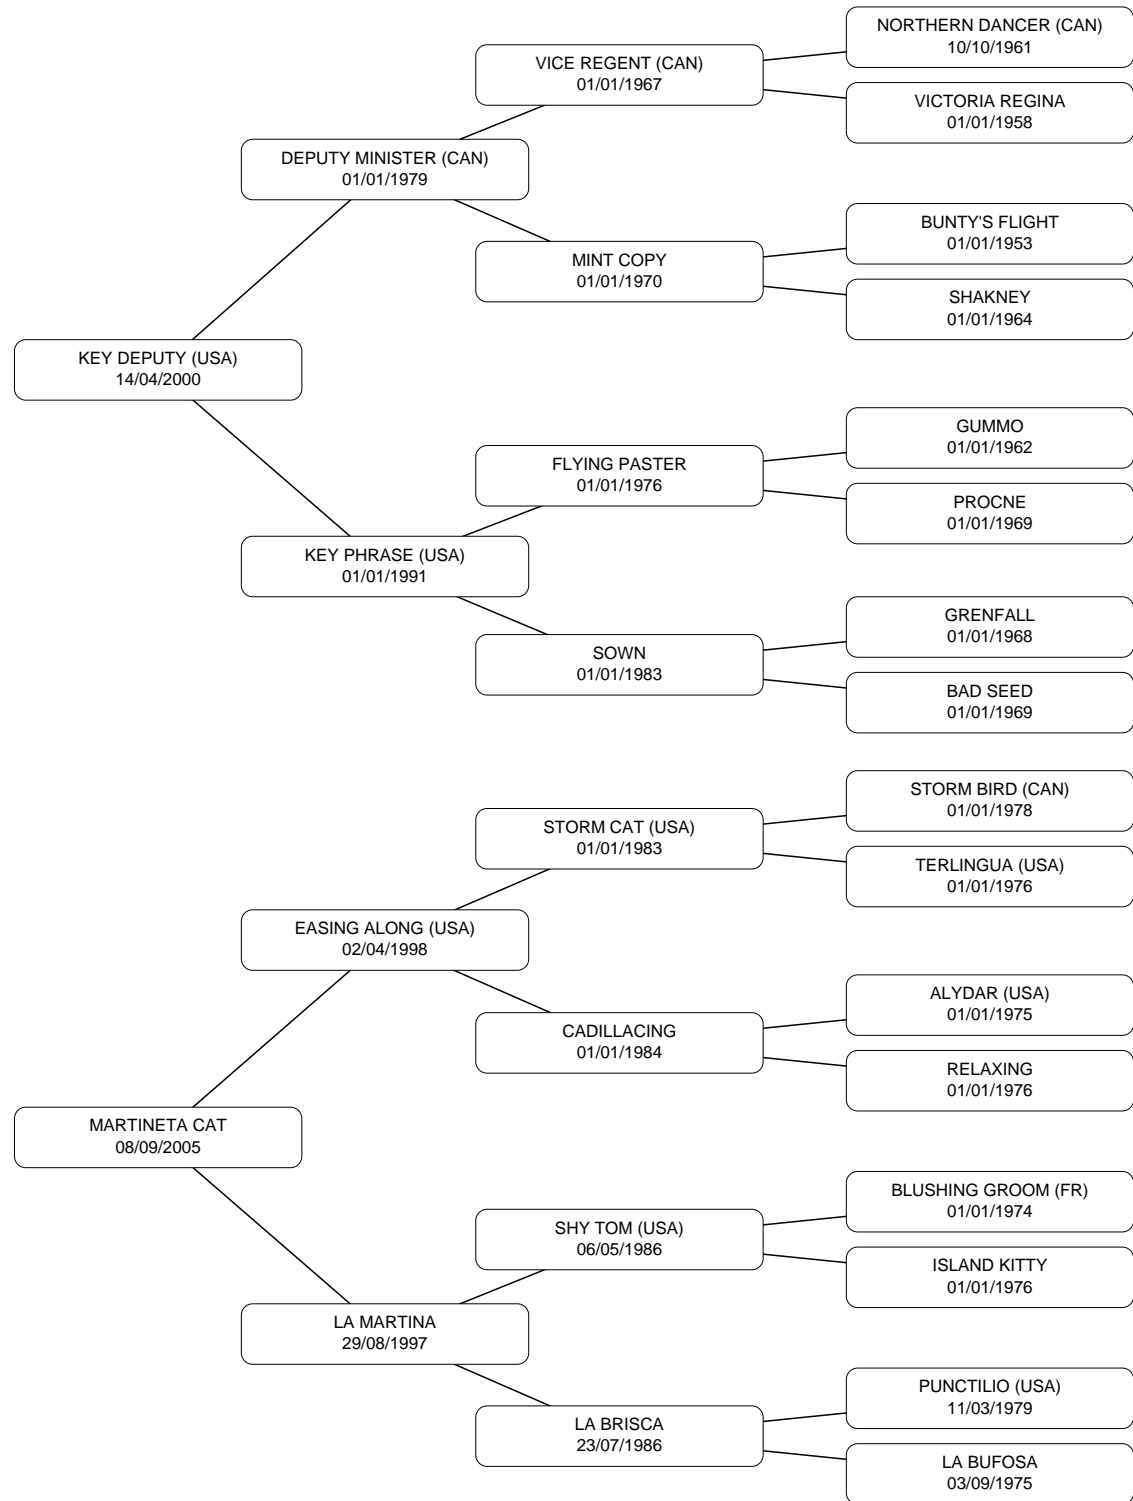 NORTHERN DANCER (CAN)
10/10/1961
VICE REGENT (CAN)
01/01/1967
VICTORIA REGINA
01/01/1958
DEPUTY MINISTER (CAN)
01/01/1979
BUNTY'S FLIGHT
01/01/1953
MINT COPY
01/01/1970
SHAKNEY
01/01/1964
KEY DEPUTY (USA)
14/04/2000
GUMMO
01/01/1962
FLYING PASTER
01/01/1976
PROCNE
01/01/1969
KEY PHRASE (USA)
01/01/1991
GRENFALL
01/01/1968
SOWN
01/01/1983
BAD SEED
01/01/1969
STORM BIRD (CAN)
01/01/1978
STORM CAT (USA)
01/01/1983
TERLINGUA (USA)
01/01/1976
EASING ALONG (USA)
02/04/1998
ALYDAR (USA)
01/01/1975
CADILLACING
01/01/1984
RELAXING
01/01/1976
MARTINETA CAT
08/09/2005
BLUSHING GROOM (FR)
01/01/1974
SHY TOM (USA)
06/05/1986
ISLAND KITTY
01/01/1976
LA MARTINA
29/08/1997
PUNCTILIO (USA)
11/03/1979
LA BRISCA
23/07/1986
LA BUFOSA
03/09/1975